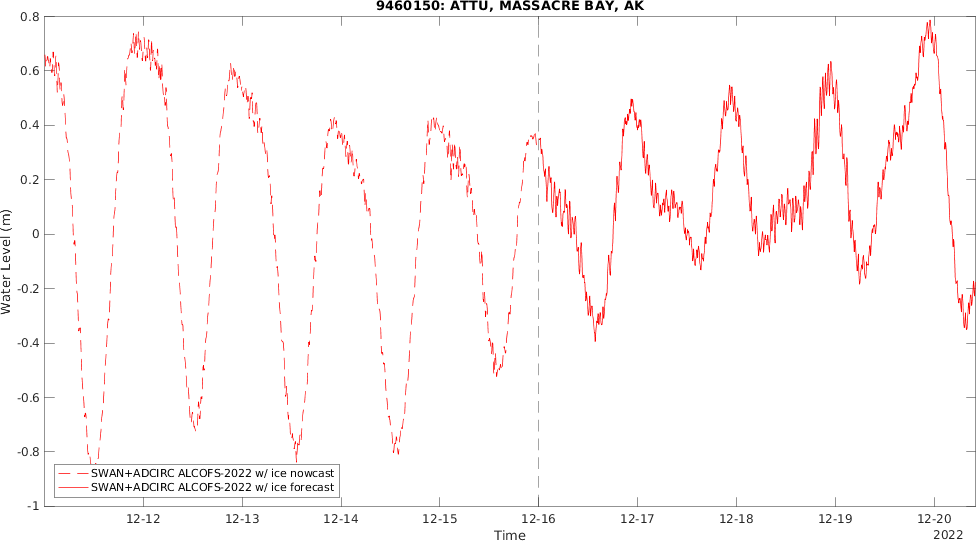 9460150: ATTU, MASSACRE BAY, AK
0.8
0.6
0.4
0.2
0
-0.2
-0.4
-0.6
-0.8
-1
Water Level (m)
SWAN+ADCIRC ALCOFS-2022 w/ ice nowcast
SWAN+ADCIRC ALCOFS-2022 w/ ice forecast
12-12 12-13 12-14 12-15 12-16 12-17 12-18 12-19 12-20
Time
2022